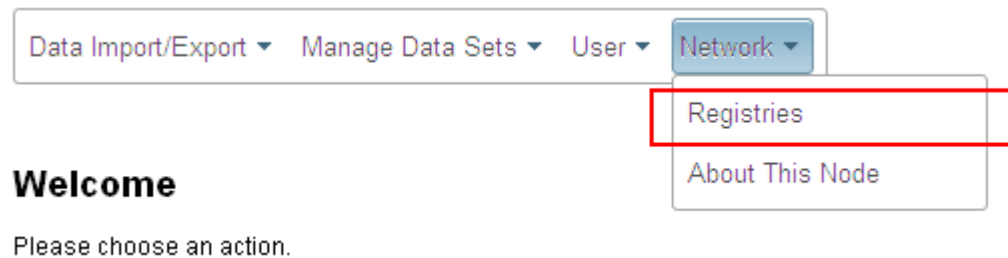 Data Import/Export Manage Data Sets User Network
Registries
About This Node
Welcome
Please choose an action.